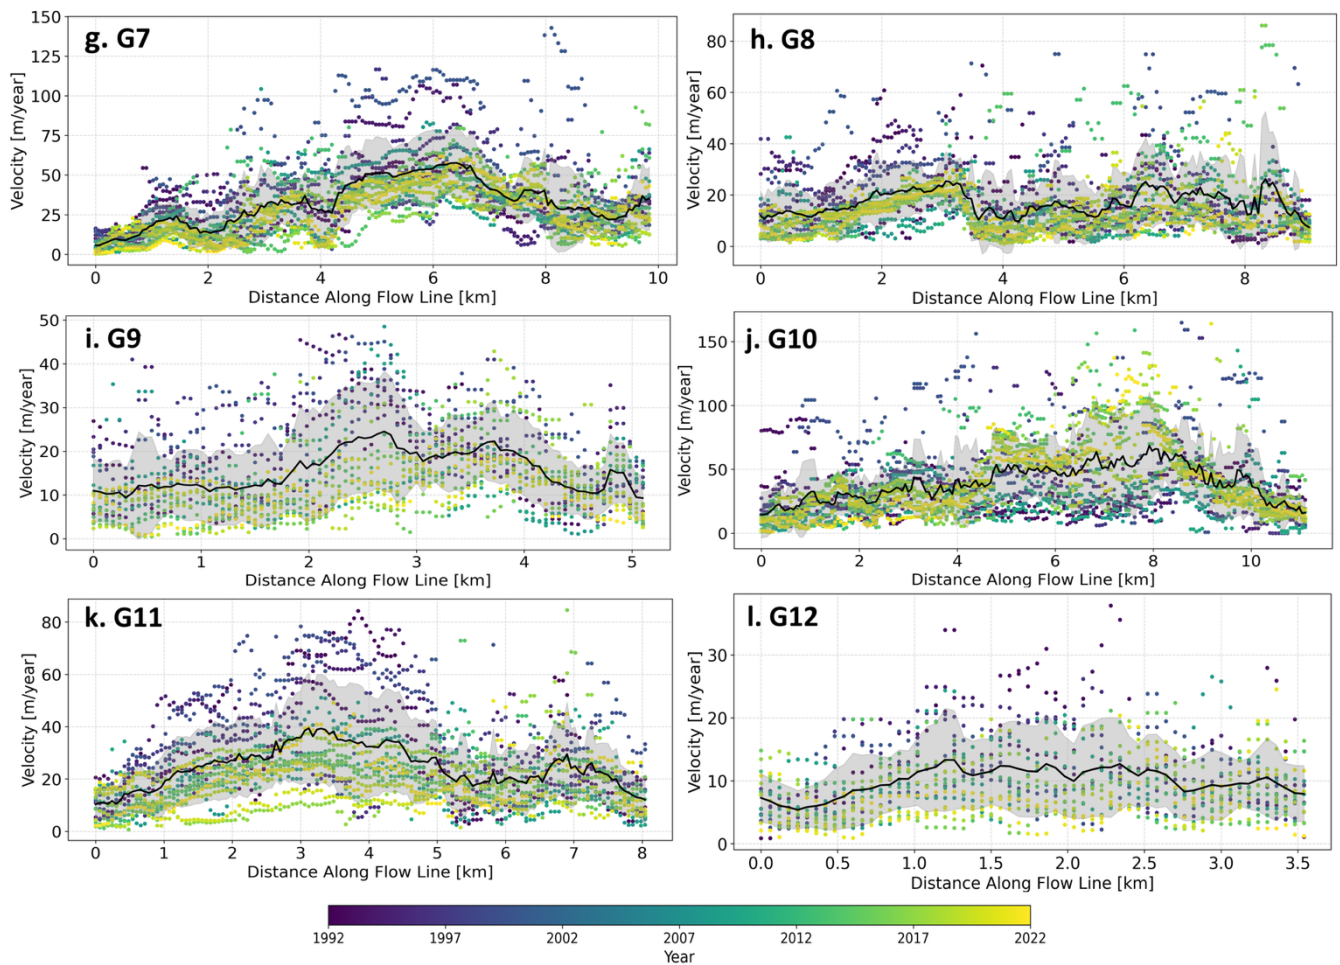 g. G7
Velocity [m/year]
150
125
100
75
50
25
0
0 2 4 6 8 10
Distance Along Flow Line [km]
h. G8
Velocity [m/year]
80
60
40
20
0
0 2 4 6 8
Distance Along Flow Line [km]
i. G9
Velocity [m/year]
50
40
30
20
10
0
0 1 2 3 4 5
Distance Along Flow Line [km]
j. G10
Velocity [m/year]
150
100
50
0
0 2 4 6 8 10
Distance Along Flow Line [km]
k. G11
Velocity [m/year]
80
60
40
20
0
0 1 2 3 4 5 6 7 8
Distance Along Flow Line [km]
l. G12
Velocity [m/year]
30
20
10
0
0.0 0.5 1.0 1.5 2.0 2.5 3.0 3.5
Distance Along Flow Line [km]
1992 1997 2002 2007 2012 2017 2022
Year